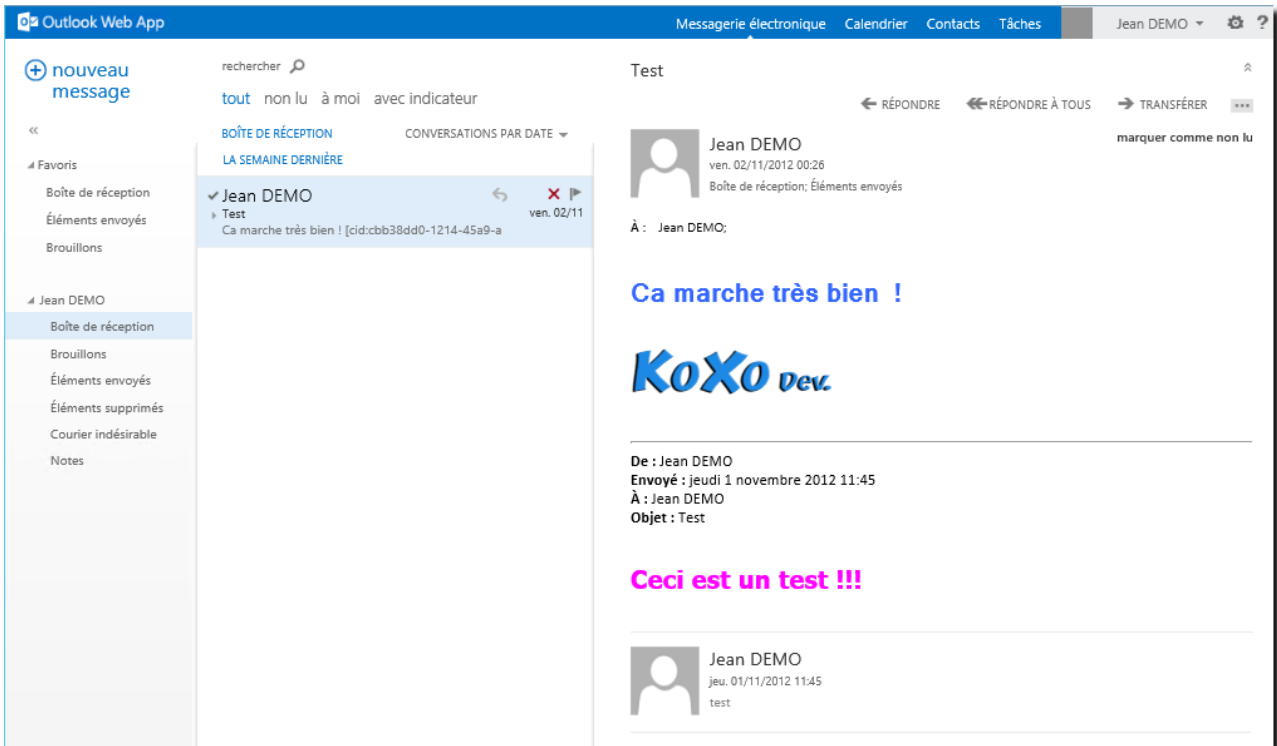 Outlook Web App
Messagerie électronique Calendrier Contacts Tâches Jean DEMO ?
nouveau
message
«
Favoris
Boîte de réception
Éléments envoyés
Brouillons
Jean DEMO
Boîte de réception
Brouillons
Éléments envoyés
Éléments supprimés
Courier indésirable
Notes
rechercher
tout non lu à moi avec indicateur
BOÎTE DE RÉCEPTION CONVERSATIONS PAR DATE
LA SEMAINE DERNIÈRE
Jean DEMO
Test ven. 02/11
Ca marche très bien ! [cid:cbb38dd0-1214-45a9-a
Test
RÉPONDRE RÉPONDRE À TOUS TRANSFÉRER ...
marquer comme non lu
Jean DEMO
ven. 02/11/2012 00:26
Boîte de réception; Éléments envoyés
À : Jean DEMO;
Ca marche très bien !
KoXo Dev.
De : Jean DEMO
Envoyé : jeudi 1 novembre 2012 11:45
À : Jean DEMO
Objet : Test
Ceci est un test !!!
Jean DEMO
jeu. 01/11/2012 11:45
test